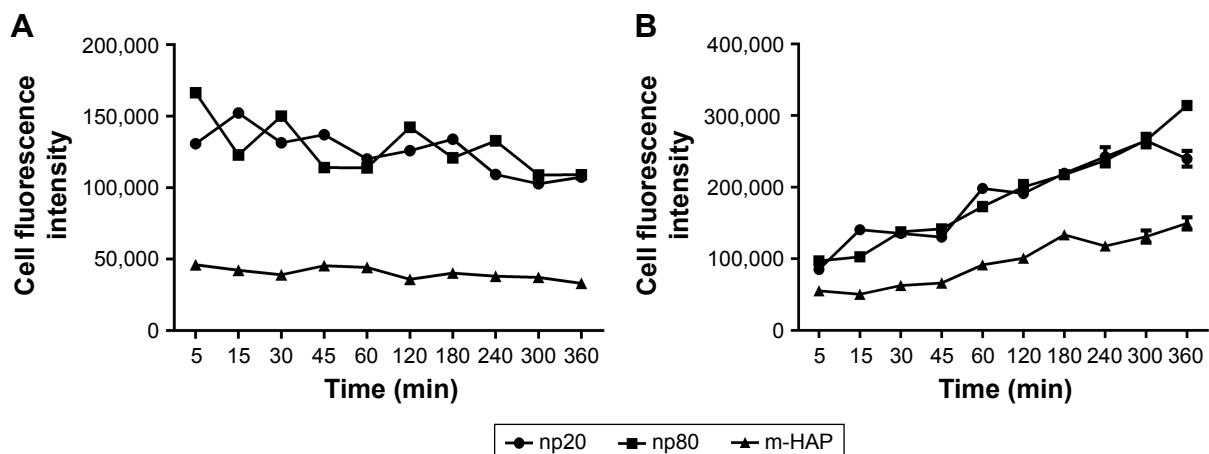 A
200,000
150,000
100,000
50,000
0
Cell fluorescence
intensity
5 15 30 45 60 120 180 240 300 360
Time (min)
B
400,000
300,000
200,000
100,000
0
Cell fluorescence
intensity
5 15 30 45 60 120 180 240 300 360
Time (min)
np20 np80 m-HAP